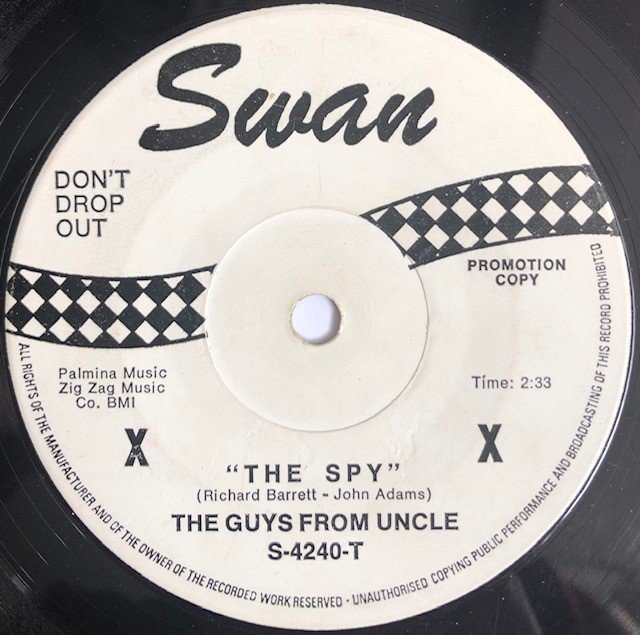 Swan
DON'T
DROP
OUT
PROMOTION
COPY
Palmina Music
Zig Zag Music
Co. BMI
Time: 2:33
X
X
"THE SPY"
(Richard Barrett - John Adams)
THE GUYS FROM UNCLE
S-4240-T
ALL RIGHTS OF THE MANUFACTURER AND OF THE OWNER OF THE RECORDED WORK RESERVED · UNAUTHORISED COPYING PUBLIC PERFORMANCE AND BROADCASTING OF THIS RECORD PROHIBITED